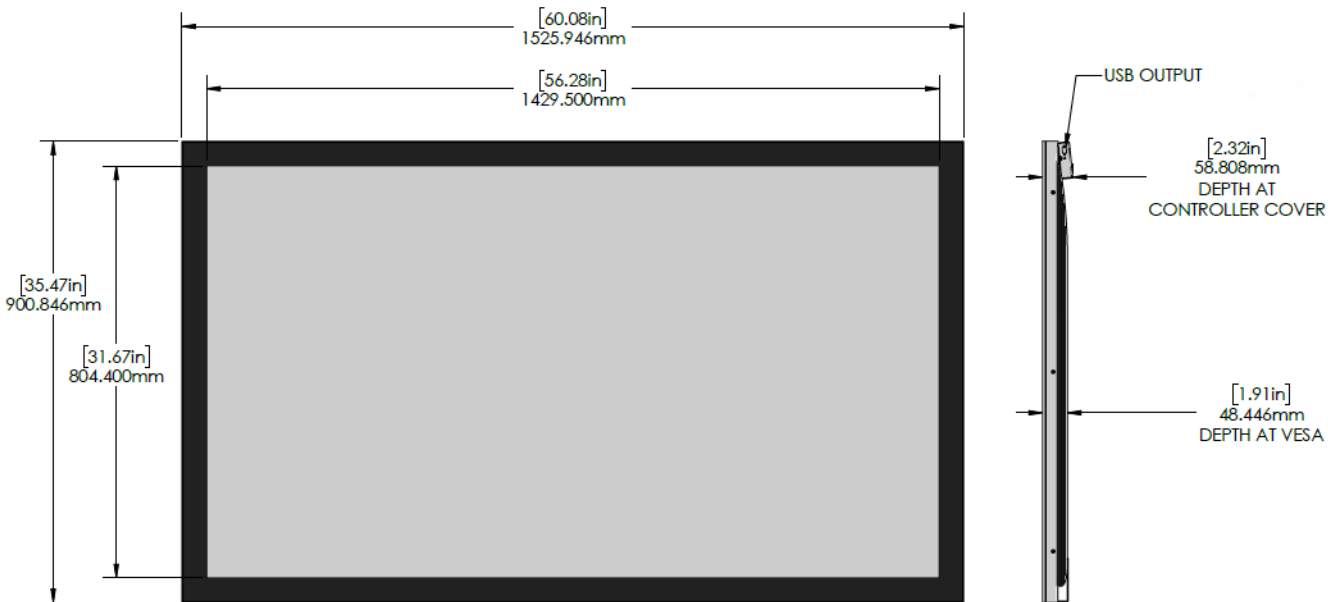 [60.08in]
1525.946mm
[56.28in]
1429.500mm
USB OUTPUT
[2.32in]
58.808mm
DEPTH AT
CONTROLLER COVER
[35.47in]
900.846mm
[31.67in]
804.400mm
[1.91in]
48.446mm
DEPTH AT VESA